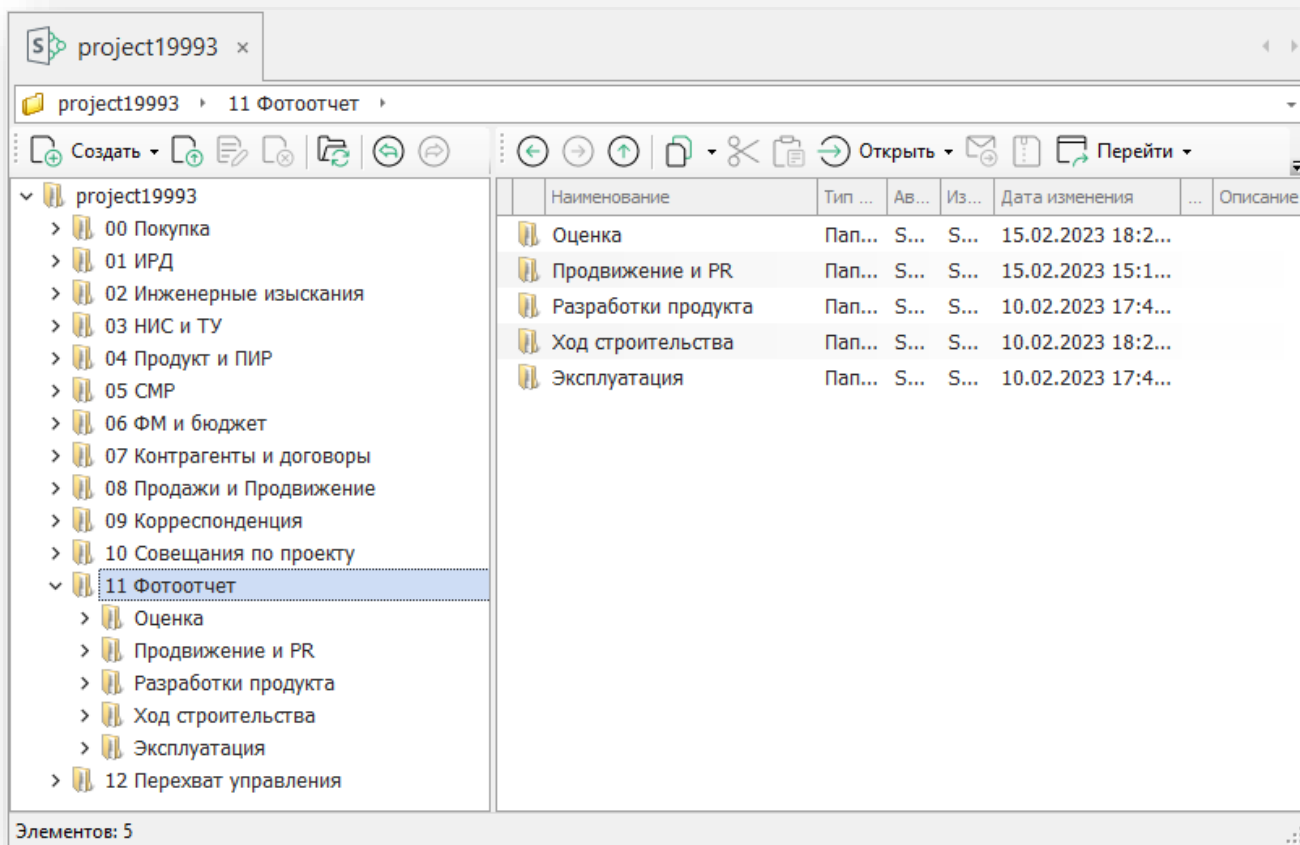 project19993
project19993 11 Фотоотчет
Создать Открыть Перейти
project19993
00 Покупка
01 ИРД
02 Инженерные изыскания
03 НИС и ТУ
04 Продукт и ПИР
05 СМР
06 ФМ и бюджет
07 Контрагенты и договоры
08 Продажи и Продвижение
09 Корреспонденция
10 Совещания по проекту
11 Фотоотчет
Оценка
Продвижение и PR
Разработки продукта
Ход строительства
Эксплуатация
12 Перехват управления
Наименование Тип ... Ав... Из... Дата изменения ... Описание
Оценка Пап... S... S... 15.02.2023 18:2...
Продвижение и PR Пап... S... S... 15.02.2023 15:1...
Разработки продукта Пап... S... S... 10.02.2023 17:4...
Ход строительства Пап... S... S... 10.02.2023 18:2...
Эксплуатация Пап... S... S... 10.02.2023 17:4...
Элементов: 5